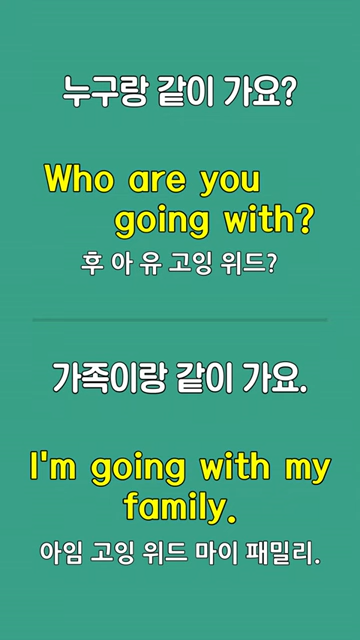 누구랑 같이 가요?
Who are you
going with?
후 아 유 고잉 위드?
가족이랑 같이 가요.
I'm going with my
family.
아임 고잉 위드 마이 패밀리.